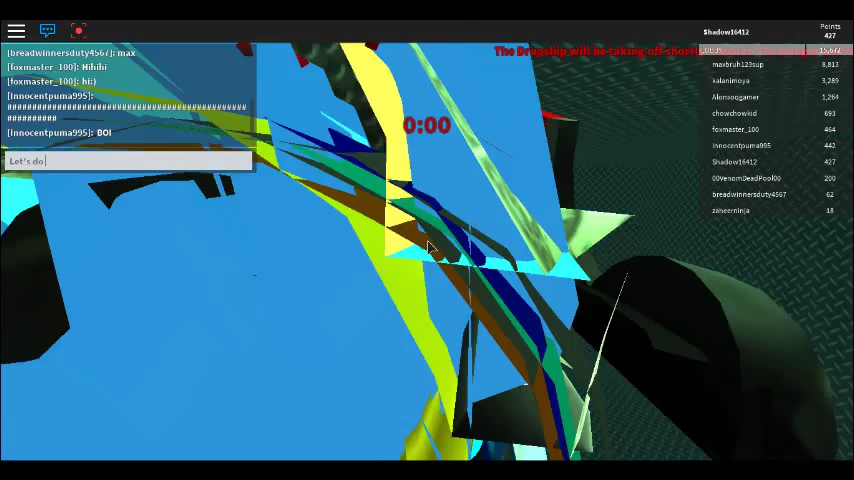 [breadwinnersduty4567]: max
[foxmaster_100]: Hihihi
[foxmaster_100]: hi:)
[Innocentpuma995]:
################################################
##########
[Innocentpuma995]: BOI
Let's do
The Dropship will be taking off shortly
0:00
Shadow16412
Points
427
15,672
maxbruh123sup 8,813
kalanimoya 3,289
Alonsoqgamer 1,264
chowchowkid 693
foxmaster_100 464
Innocentpuma995 442
Shadow16412 427
00VenomDeadPool00 200
breadwinnersduty4567 62
zaheerninja 18